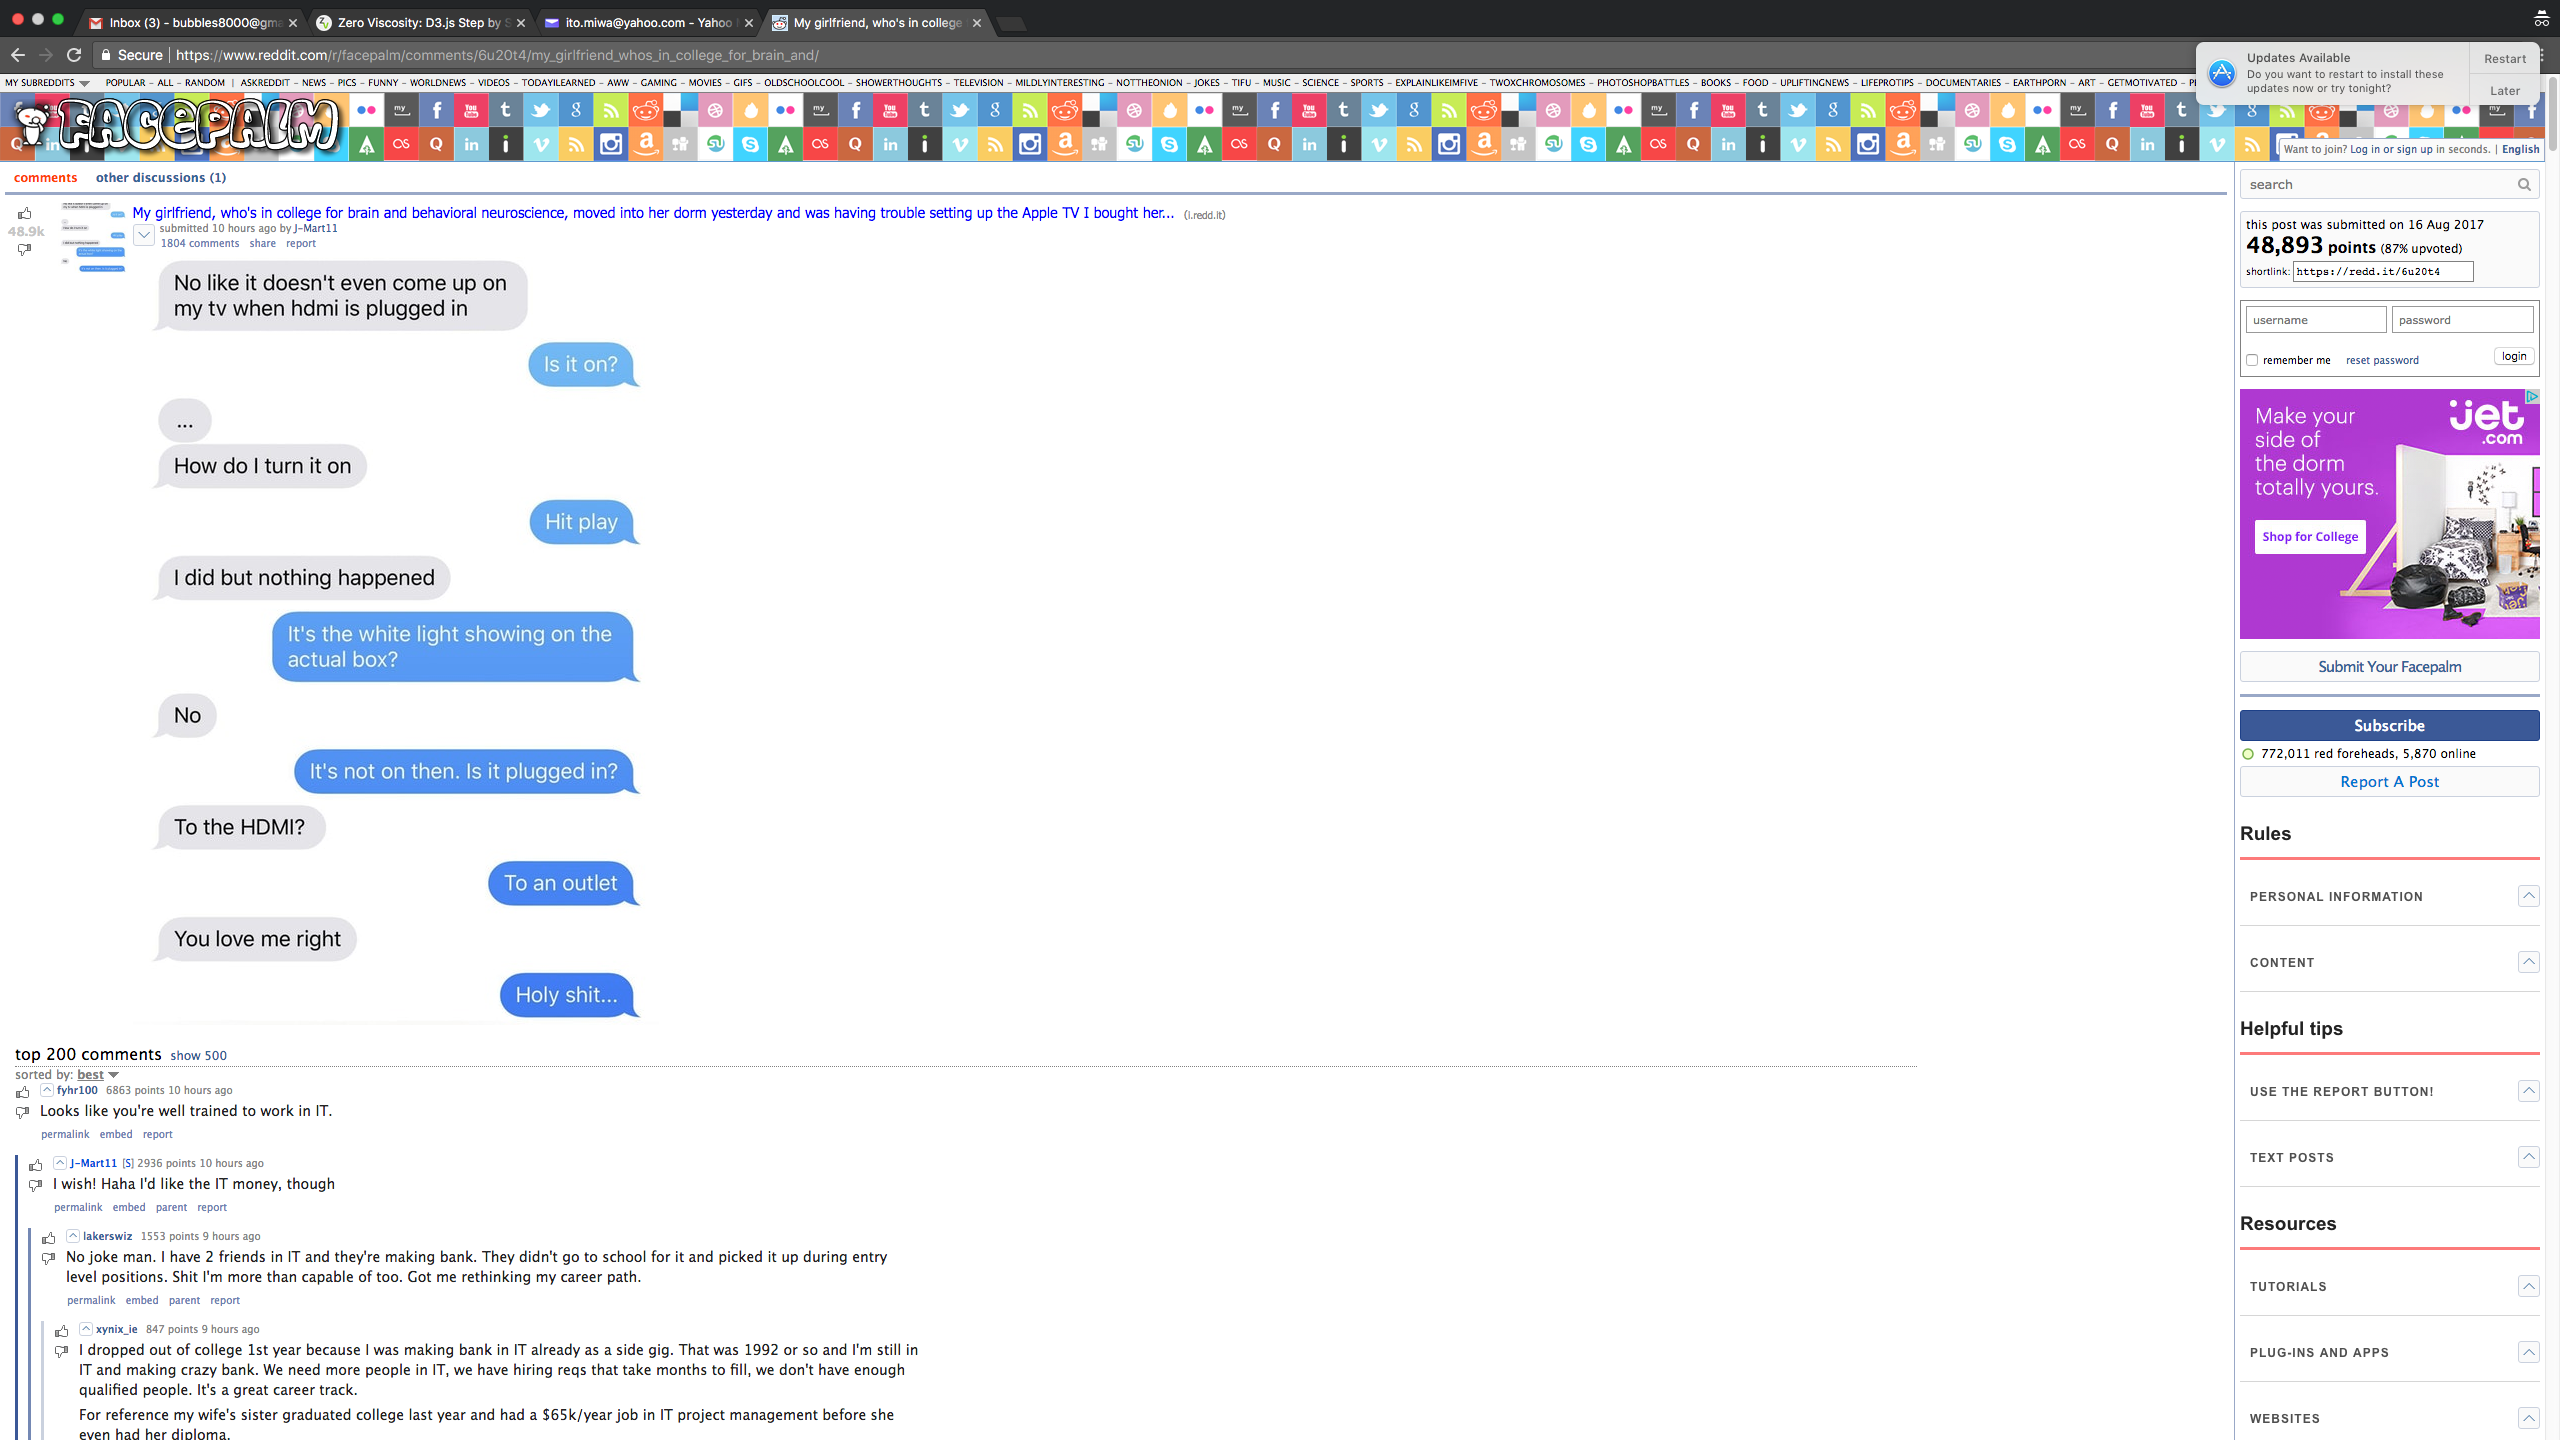 Inbox (3) - bubbles8000@gm
Zero Viscosity: D3.js Step by S
ito.miwa@yahoo.com - Yahoo
My girlfriend, who's in college
Secure | https://www.reddit.com/r/facepalm/comments/6u20t4/my_girlfriend_whos_in_college_for_brain_and/
Updates Available
Do you want to restart to install these
updates now or try tonight?
Restart
Later
MY SUBREDDITS POPULAR - ALL - RANDOM | ASKREDDIT - NEWS - PICS - FUNNY - WORLDNEWS - VIDEOS - TODAYILEARNED - AWW - GAMING - MOVIES - GIFS - OLDSCHOOLCOOL - SHOWERTHOUGHTS - TELEVISION - MILDLYINTERESTING - NOTTHEONION - JOKES - TIFU - MUSIC - SCIENCE - SPORTS - EXPLAINLIKEIMFIVE - TWOXCHROMOSOMES - PHOTOSHOPBATTLES - BOOKS - FOOD - UPLIFTINGNEWS - LIFEPROTIPS - DOCUMENTARIES - EARTHPORN - ART - GETMOTIVATED
FACEPALM
Want to join? Log in or sign up in seconds. | English
comments other discussions (1)
48.9k
My girlfriend, who's in college for brain and behavioral neuroscience, moved into her dorm yesterday and was having trouble setting up the Apple TV I bought her... (i.redd.it)
submitted 10 hours ago by J-Mart11
1804 comments share report
No like it doesn't even come up on
my tv when hdmi is plugged in
Is it on?
...
How do I turn it on
Hit play
I did but nothing happened
It's the white light showing on the
actual box?
No
It's not on then. Is it plugged in?
To the HDMI?
To an outlet
You love me right
Holy shit...
top 200 comments show 500
sorted by: best
fyhr100 6863 points 10 hours ago
Looks like you're well trained to work in IT.
permalink embed report
J-Mart11 [S] 2936 points 10 hours ago
I wish! Haha I'd like the IT money, though
permalink embed parent report
lakerswiz 1553 points 9 hours ago
No joke man. I have 2 friends in IT and they're making bank. They didn't go to school for it and picked it up during entry
level positions. Shit I'm more than capable of too. Got me rethinking my career path.
permalink embed parent report
xynix_ie 847 points 9 hours ago
I dropped out of college 1st year because I was making bank in IT already as a side gig. That was 1992 or so and I'm still in
IT and making crazy bank. We need more people in IT, we have hiring reqs that take months to fill, we don't have enough
qualified people. It's a great career track.
For reference my wife's sister graduated college last year and had a $65k/year job in IT project management before she
even had her diploma.
search
this post was submitted on 16 Aug 2017
48,893 points (87% upvoted)
shortlink: https://redd.it/6u20t4
username password
remember me reset password login
Make your
side of
the dorm
totally yours.
jet
.com
Shop for College
Submit Your Facepalm
Subscribe
772,011 red foreheads, 5,870 online
Report A Post
Rules
PERSONAL INFORMATION
CONTENT
Helpful tips
USE THE REPORT BUTTON!
TEXT POSTS
Resources
TUTORIALS
PLUG-INS AND APPS
WEBSITES